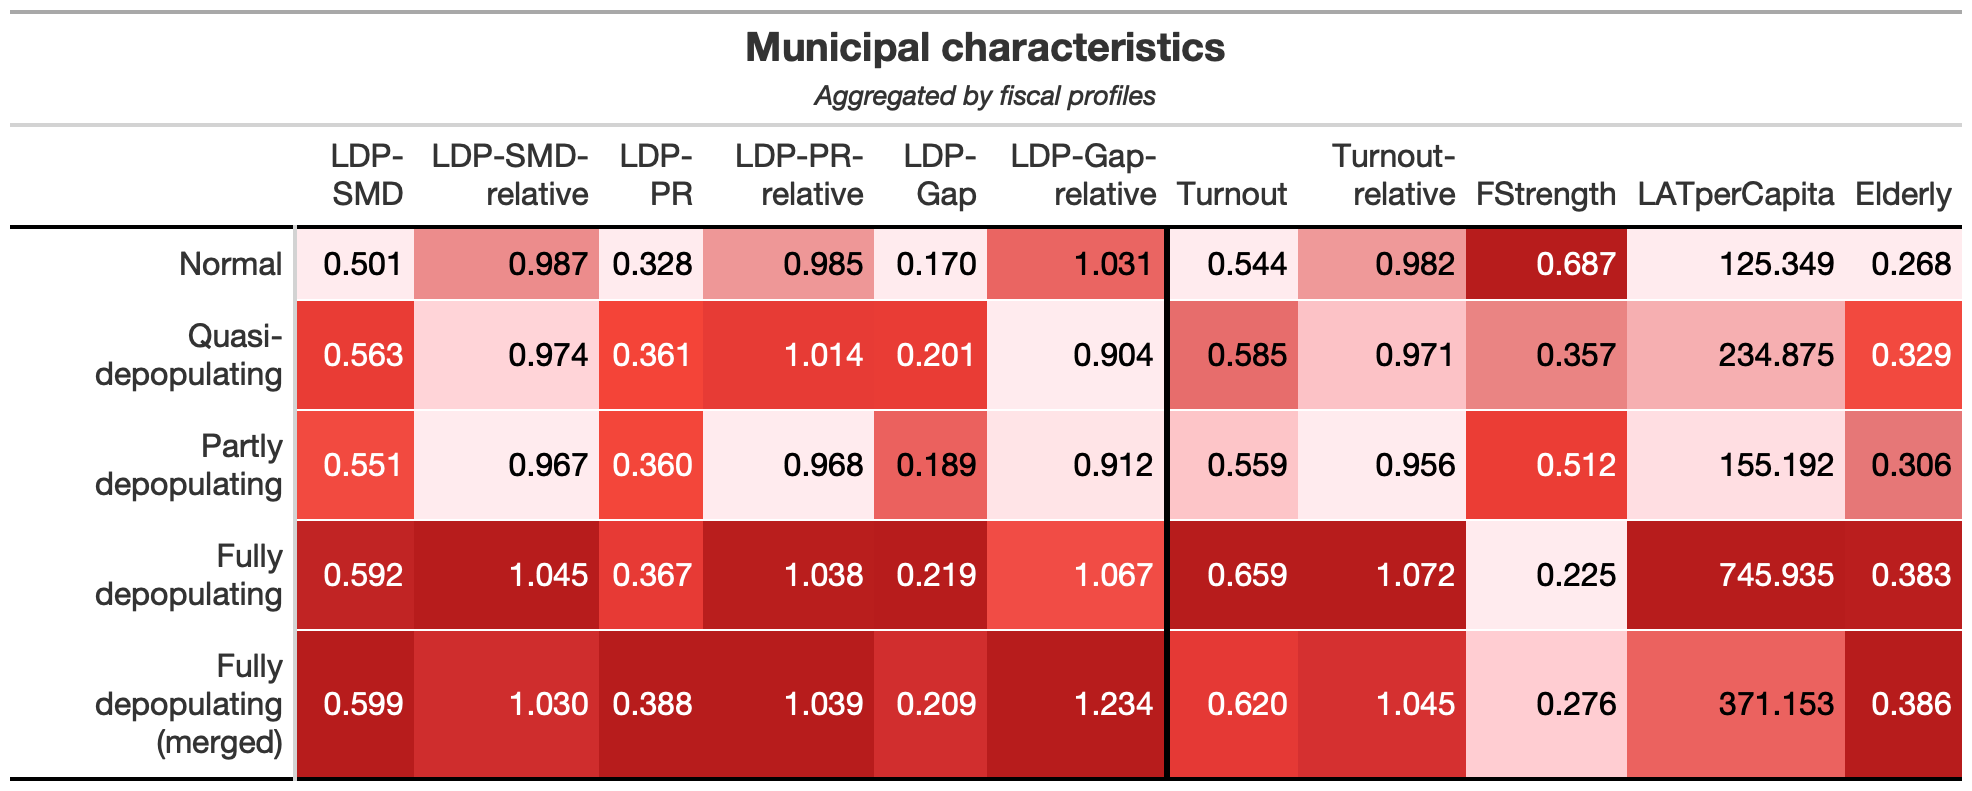 Municipal characteristics
Aggregated by fiscal profiles
LDP-SMD LDP-SMD-relative LDP-PR LDP-PR-relative LDP-Gap LDP-Gap-relative Turnout Turnout-relative FStrength LATperCapita Elderly
Normal 0.501 0.987 0.328 0.985 0.170 1.031 0.544 0.982 0.687 125.349 0.268
Quasi-depopulating 0.563 0.974 0.361 1.014 0.201 0.904 0.585 0.971 0.357 234.875 0.329
Partly depopulating 0.551 0.967 0.360 0.968 0.189 0.912 0.559 0.956 0.512 155.192 0.306
Fully depopulating 0.592 1.045 0.367 1.038 0.219 1.067 0.659 1.072 0.225 745.935 0.383
Fully depopulating (merged) 0.599 1.030 0.388 1.039 0.209 1.234 0.620 1.045 0.276 371.153 0.386